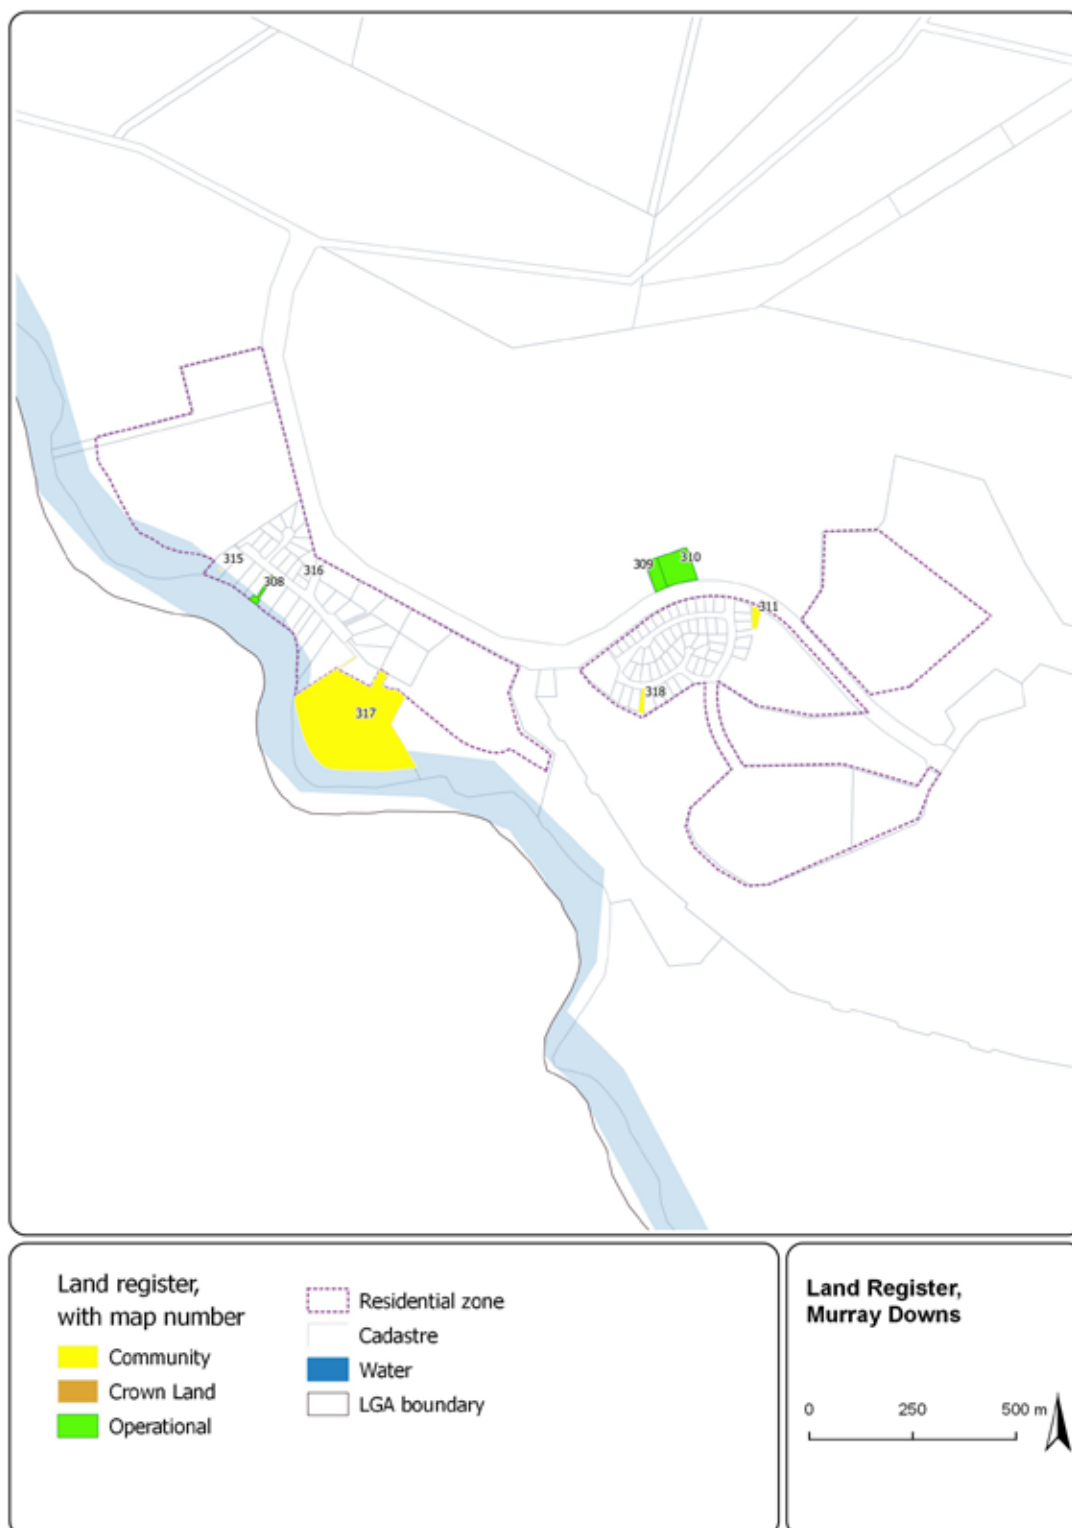 315
316
308
309
310
311
318
317
Land register,
with map number
Community
Crown Land
Operational
Residential zone
Cadastre
Water
LGA boundary
Land Register,
Murray Downs
0 250 500 m